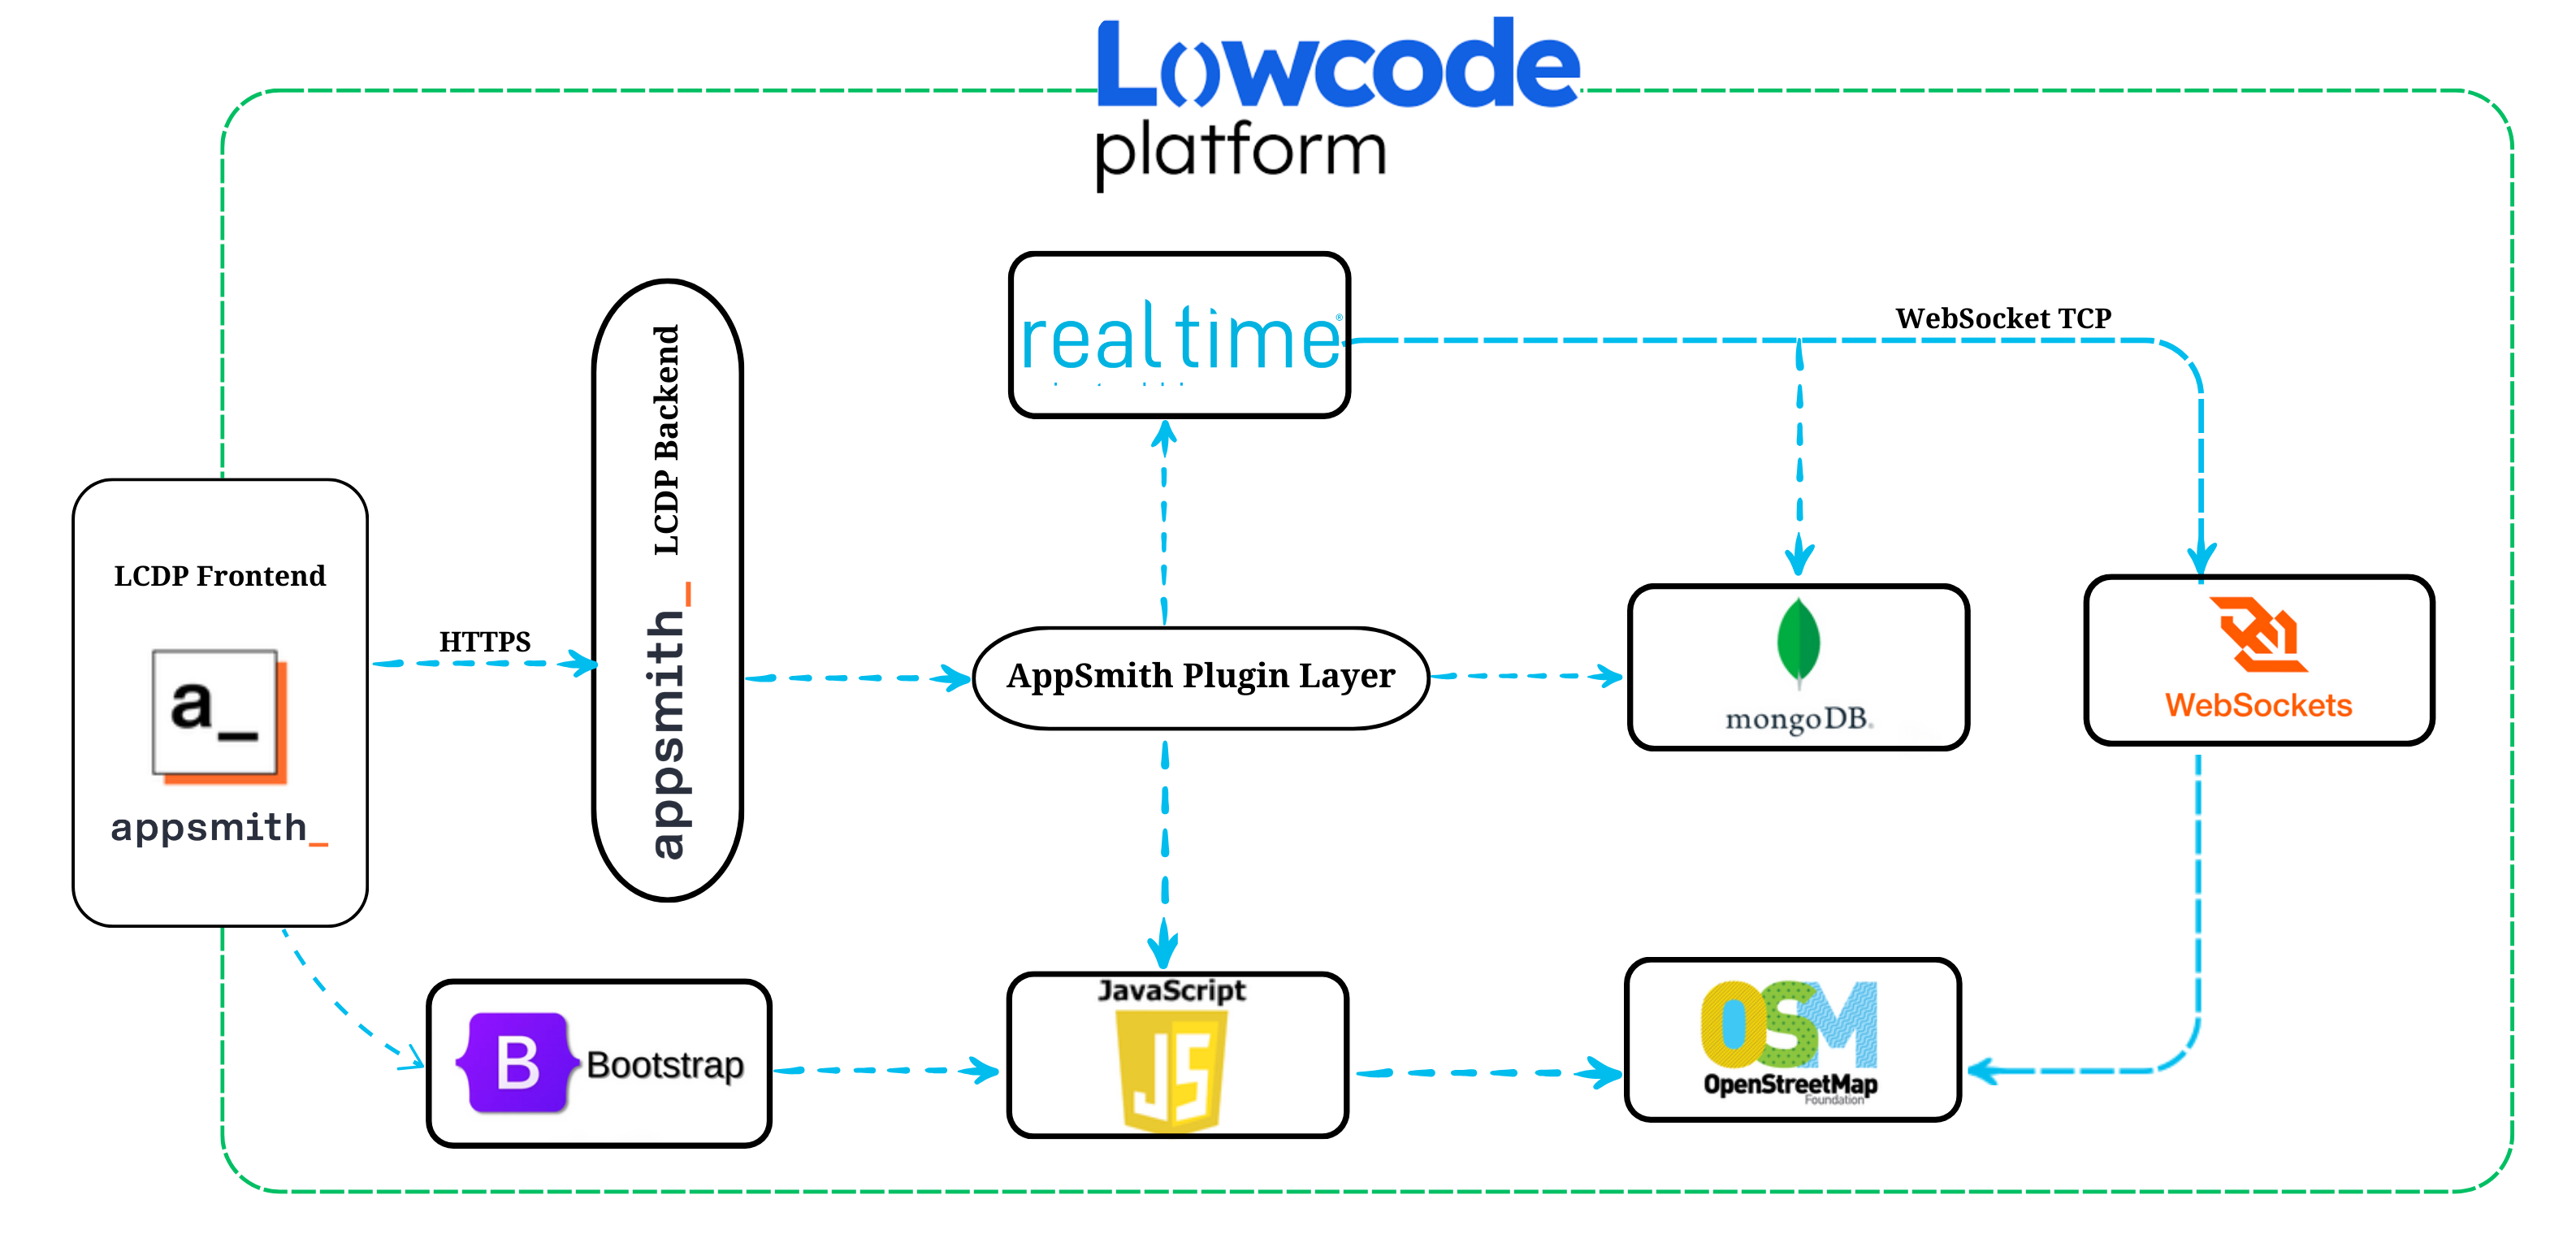 Lowcode
platform
realtime®
WebSocket TCP
LCDP Backend
appsmith_
LCDP Frontend
a_
appsmith_
HTTPS
AppSmith Plugin Layer
mongoDB®
WebSockets
B
Bootstrap
JavaScript
JS
OSM
OpenStreetMap
Foundation